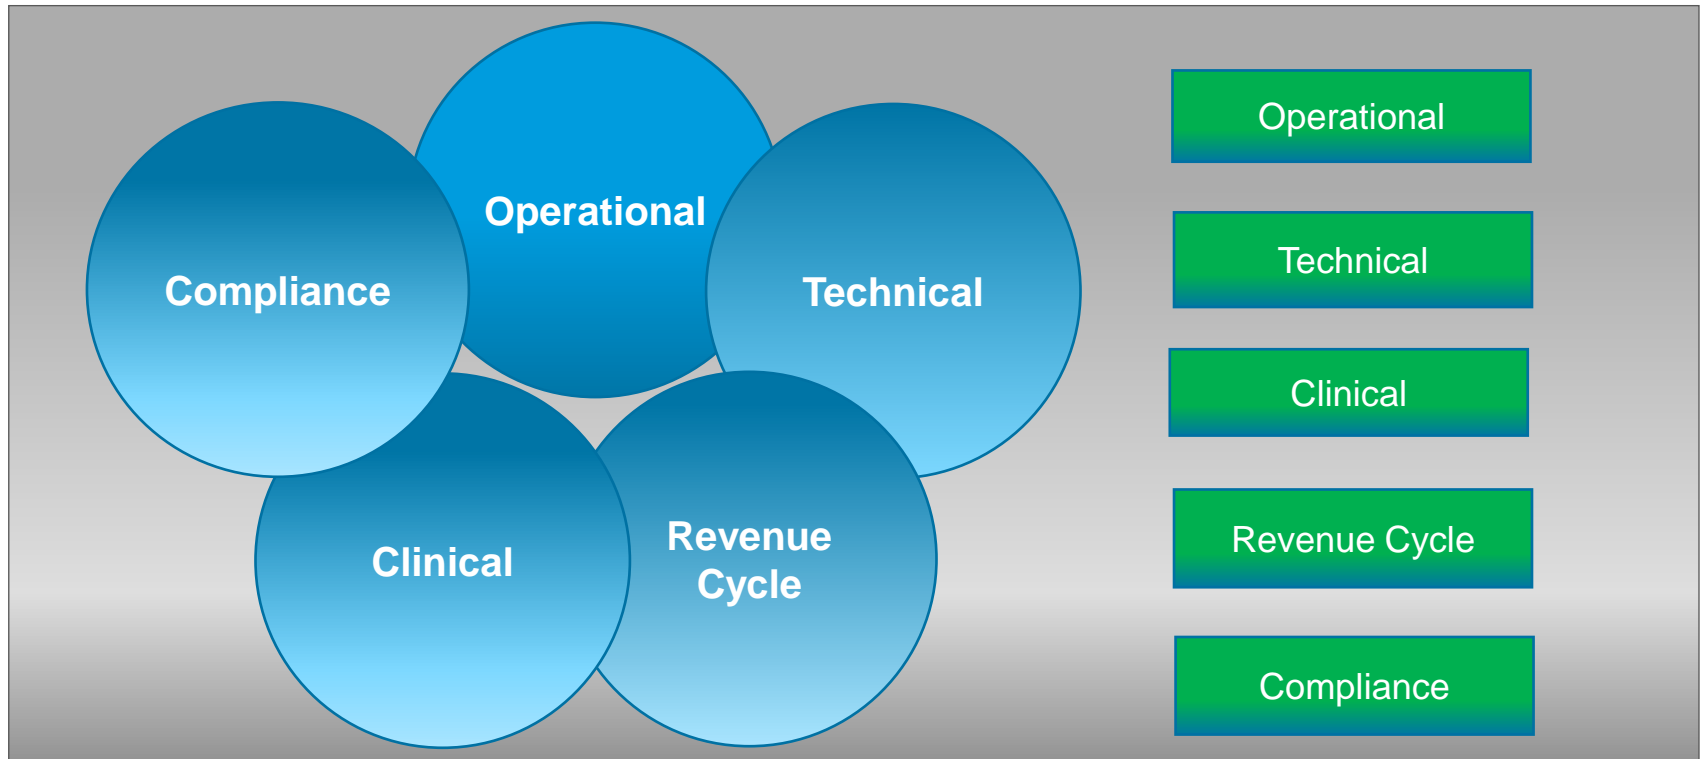 Operational
Compliance
Technical
Clinical
Revenue
Cycle
Operational
Technical
Clinical
Revenue Cycle
Compliance